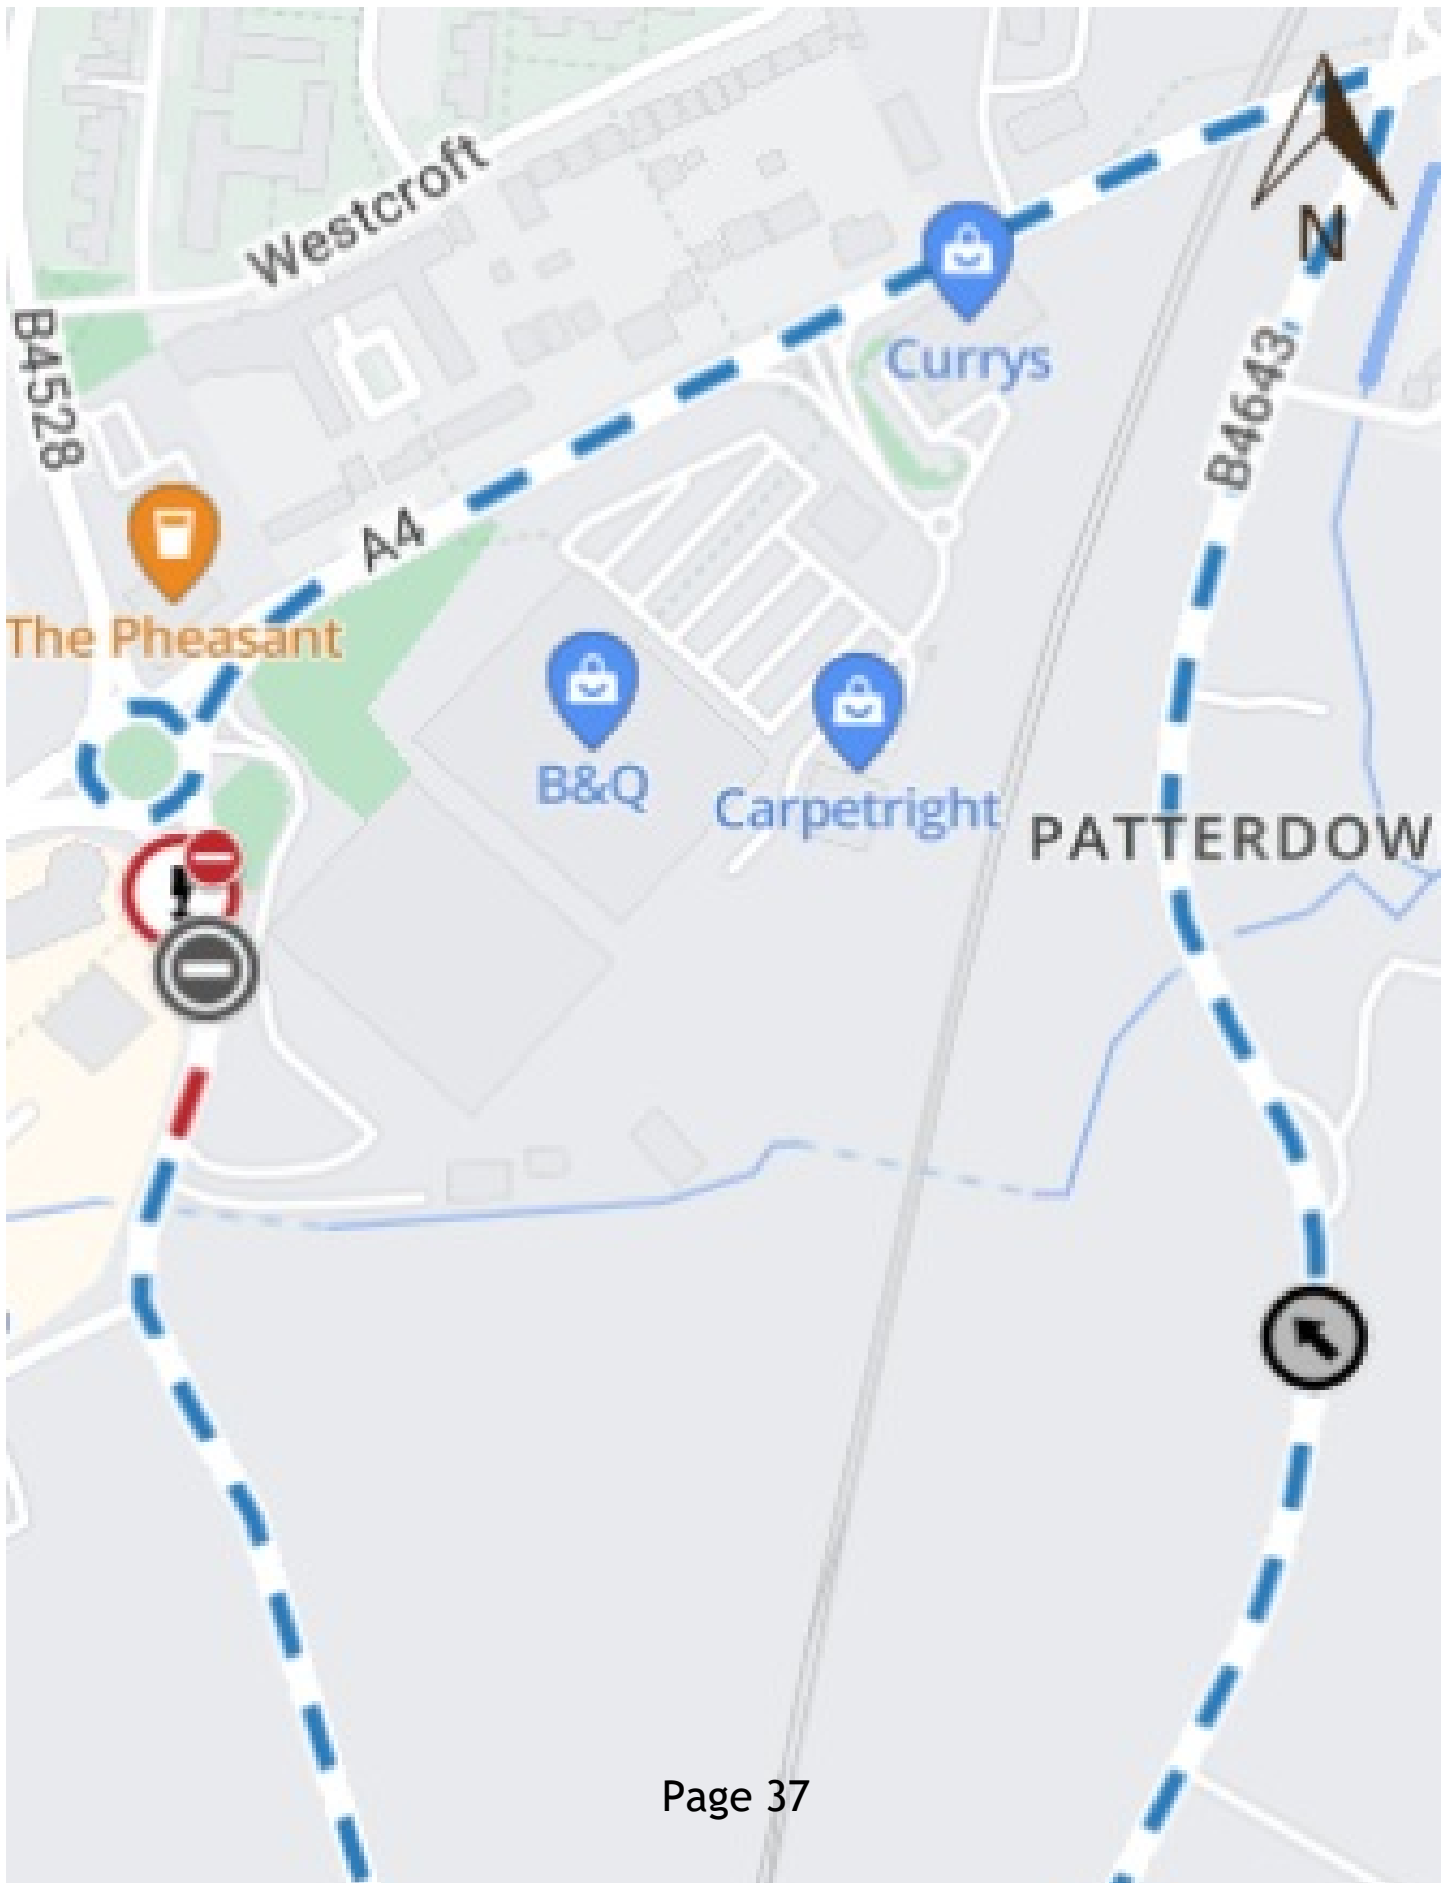 N
Westcroft
Currys
B4528
B4643
A4
The Pheasant
B&Q
Carpetright
PATTERDOW
Page 37